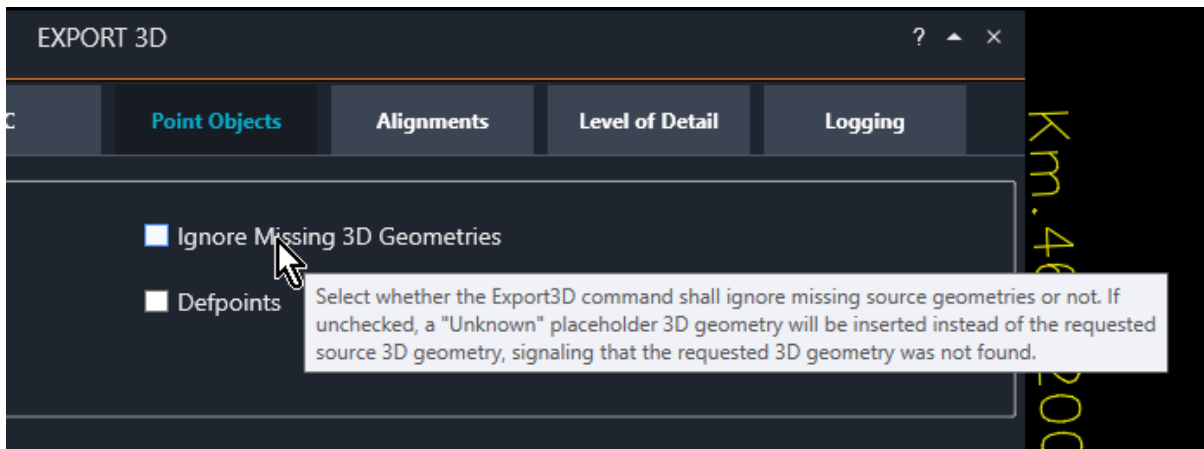 EXPORT 3D
?
C
Point Objects
Alignments
Level of Detail
Logging
Ignore Missing 3D Geometries
Defpoints
Select whether the Export3D command shall ignore missing source geometries or not. If
unchecked, a "Unknown" placeholder 3D geometry will be inserted instead of the requested
source 3D geometry, signaling that the requested 3D geometry was not found.
Km.46